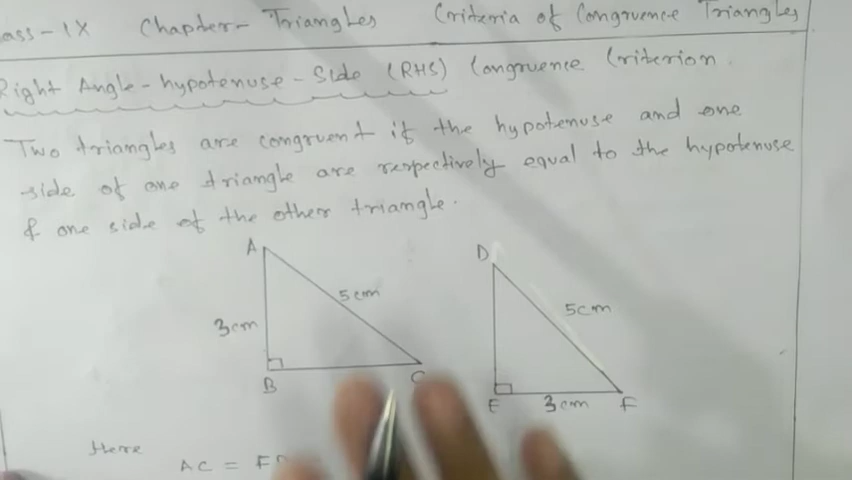 ass-IX Chapter- Triangles Criteria of Congruence Triangles
Right Angle-hypotenuse-Side (RHS) Congruence Criterion
Two triangles are congruent if the hypotenuse and one
side of one triangle are respectively equal to the hypotenuse
& one side of the other triangle.
A
D
5cm
5cm
3cm
B
C
E
3cm
F
Here
AC = FD